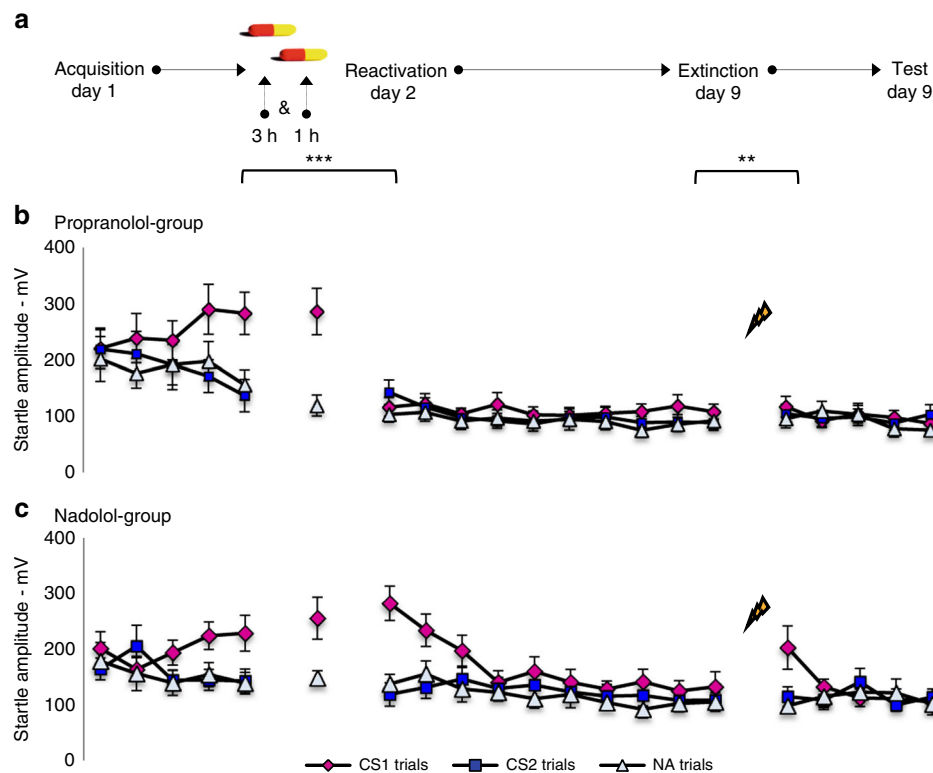 a
Acquisition
day 1
3 h & 1 h
Reactivation
day 2
Extinction
day 9
Test
day 9
***
**
b
Propranolol-group
Startle amplitude - mV
400
300
200
100
0
c
Nadolol-group
Startle amplitude - mV
400
300
200
100
0
CS1 trials
CS2 trials
NA trials